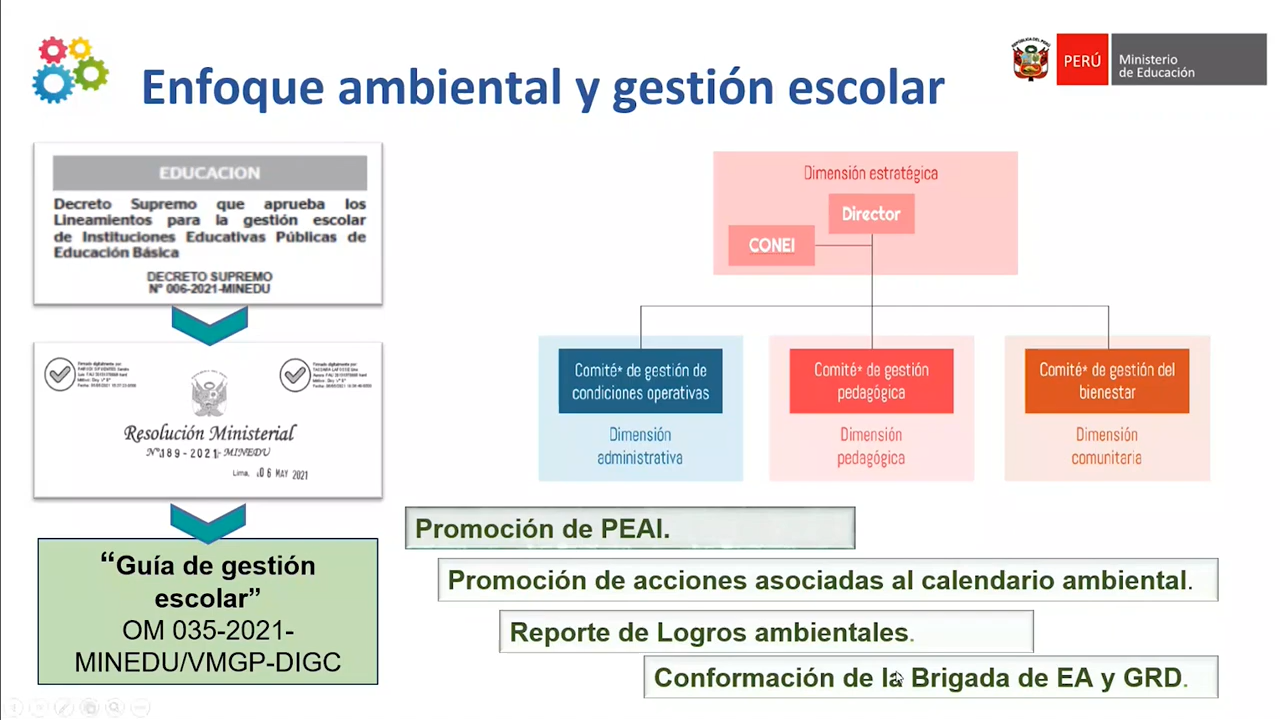 Enfoque ambiental y gestión escolar
PERÚ
Ministerio
de Educación
EDUCACION
Decreto Supremo que aprueba los
Lineamientos para la gestión escolar
de Instituciones Educativas Públicas de
Educación Básica
DECRETO SUPREMO
N° 006-2021-MINEDU
Resolución Ministerial
N°189-2021-MINEDU
Lima, 06 MAY 2021
“Guía de gestión
escolar”
OM 035-2021-
MINEDU/VMGP-DIGC
Dimensión estratégica
Director
CONEI
Comité* de gestión de
condiciones operativas
Dimensión
administrativa
Comité* de gestión
pedagógica
Dimensión
pedagógica
Comité* de gestión del
bienestar
Dimensión
comunitaria
Promoción de PEAI.
Promoción de acciones asociadas al calendario ambiental.
Reporte de Logros ambientales.
Conformación de la Brigada de EA y GRD.